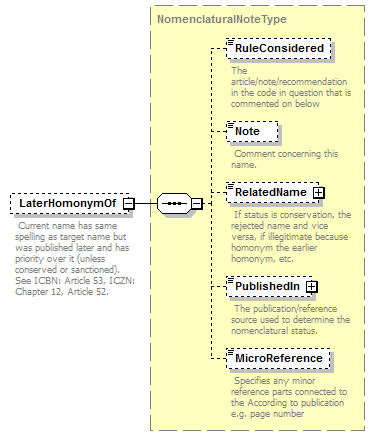 NomenclaturalNoteType
RuleConsidered
The
article/note/recommendation
in the code in question that is
commented on below
Note
Comment concerning this
name.
RelatedName
If status is conservation, the
rejected name and vice
versa, if illegitimate because
homonym the earlier
homonym, etc.
LaterHomonymOf
Current name has same
spelling as target name but
was published later and has
priority over it (unless
conserved or sanctioned).
See ICBN: Article 53, ICZN:
Chapter 12, Article 52.
PublishedIn
The publication/reference
source used to determine the
nomenclatural status.
MicroReference
Specifies any minor
reference parts connected to
the According to publication
e.g. page number